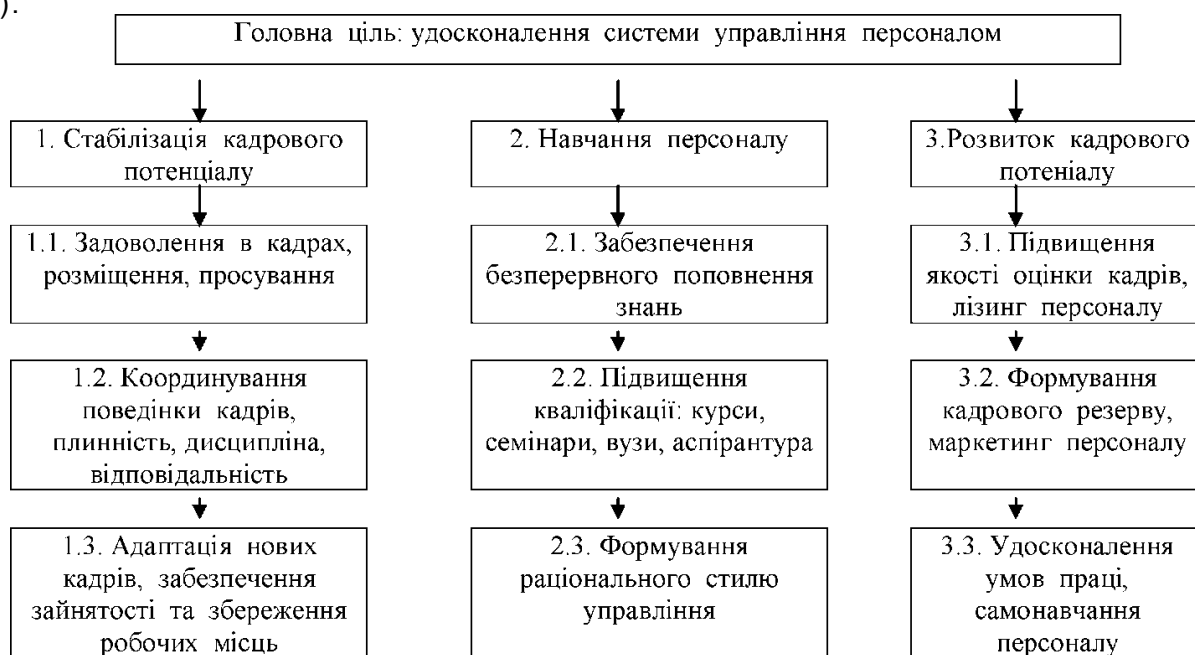 ).
Головна ціль: удосконалення системи управління персоналом
1. Стабілізація кадрового
потенціалу
2. Навчання персоналу
3.Розвиток кадрового
потеніалу
1.1. Задоволення в кадрах,
розміщення, просування
2.1. Забезпечення
безперервного поповнення
знань
3.1. Підвищення
якості оцінки кадрів,
лізинг персоналу
1.2. Координування
поведінки кадрів,
плинність, дисципліна,
відповідальність
2.2. Підвищення
кваліфікації: курси,
семінари, вузи, аспірантура
3.2. Формування
кадрового резерву,
маркетинг персоналу
1.3. Адаптація нових
кадрів, забезпечення
зайнятості та збереження
робочих місць
2.3. Формування
раціонального стилю
управління
3.3. Удосконалення
умов праці,
самонавчання
персоналу